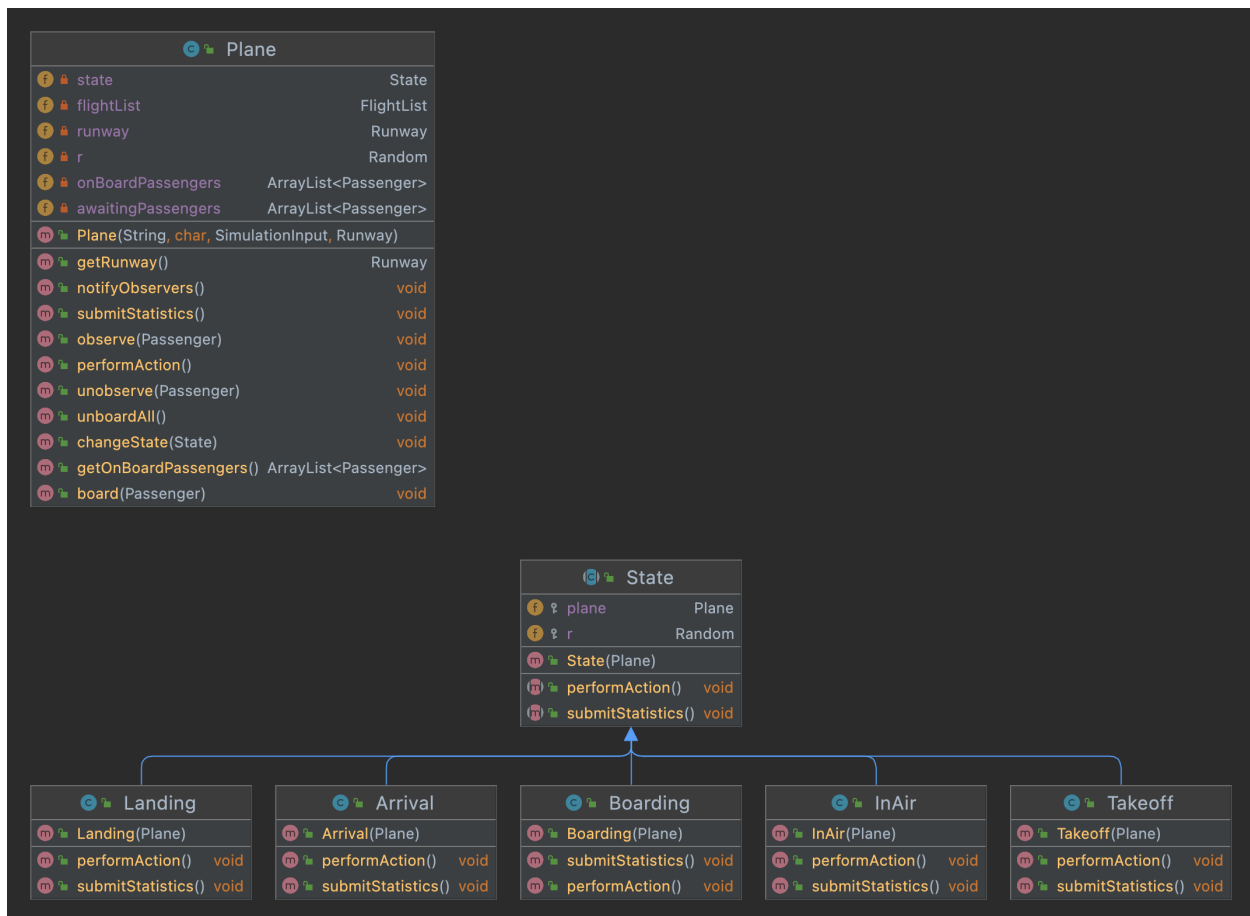 Plane
state State
flightList FlightList
runway Runway
r Random
onBoardPassengers ArrayList<Passenger>
awaitingPassengers ArrayList<Passenger>
Plane(String, char, SimulationInput, Runway)
getRunway() Runway
notifyObservers() void
submitStatistics() void
observe(Passenger) void
performAction() void
unobserve(Passenger) void
unboardAll() void
changeState(State) void
getOnBoardPassengers() ArrayList<Passenger>
board(Passenger) void
State
plane Plane
r Random
State(Plane)
performAction() void
submitStatistics() void
Landing
Landing(Plane)
performAction() void
submitStatistics() void
Arrival
Arrival(Plane)
performAction() void
submitStatistics() void
Boarding
Boarding(Plane)
submitStatistics() void
performAction() void
InAir
InAir(Plane)
performAction() void
submitStatistics() void
Takeoff
Takeoff(Plane)
performAction() void
submitStatistics() void